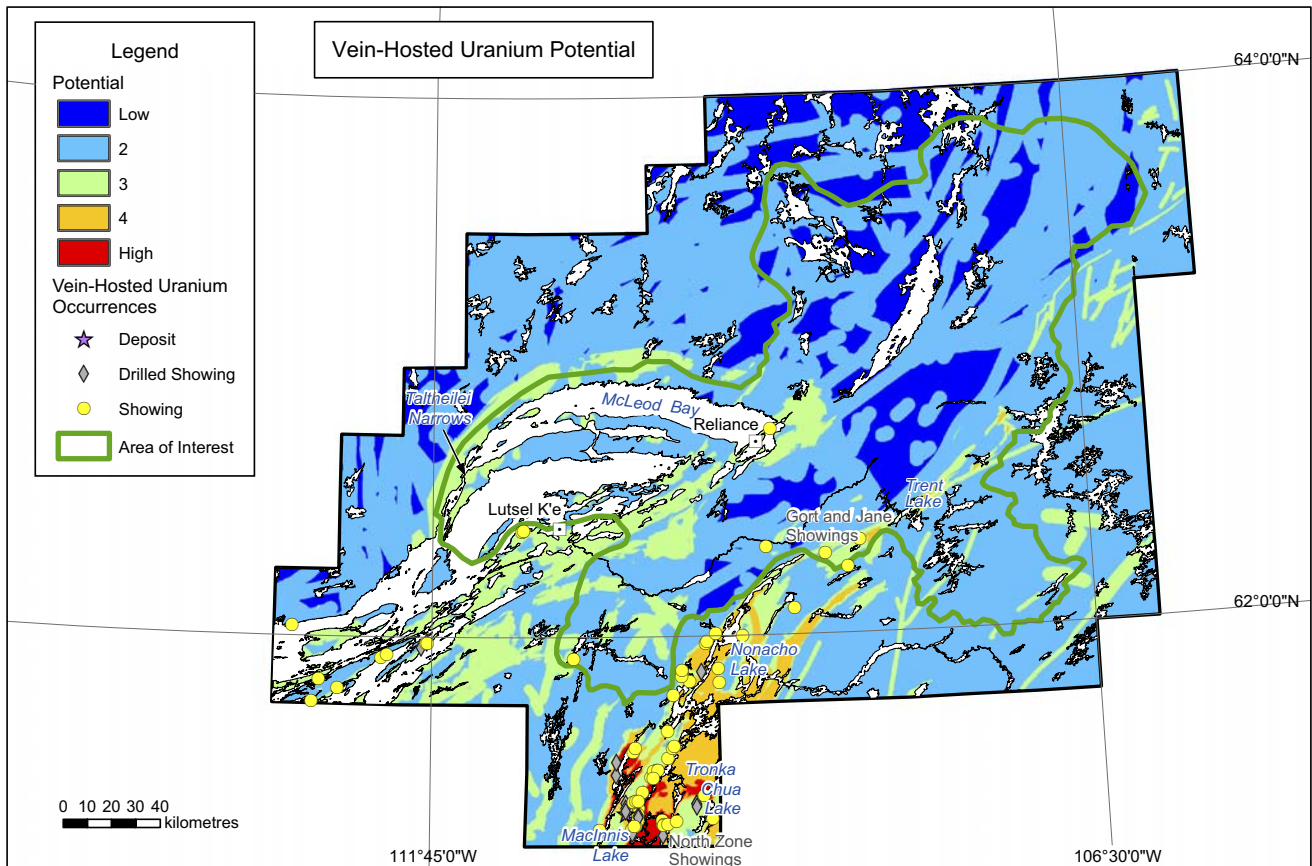 Vein-Hosted Uranium Potential
Legend
Potential
Low
2
3
4
High
Vein-Hosted Uranium
Occurrences
Deposit
Drilled Showing
Showing
Area of Interest
64°0'0"N
Taltheilei
Narrows
McLeod Bay
Reliance
Lutsel K'e
Trent
Lake
Gort and Jane
Showings
62°0'0"N
Nonacho
Lake
Tronka
Chua
Lake
MacInnis
Lake
North Zone
Showings
0 10 20 30 40
kilometres
111°45'0"W
106°30'0"W